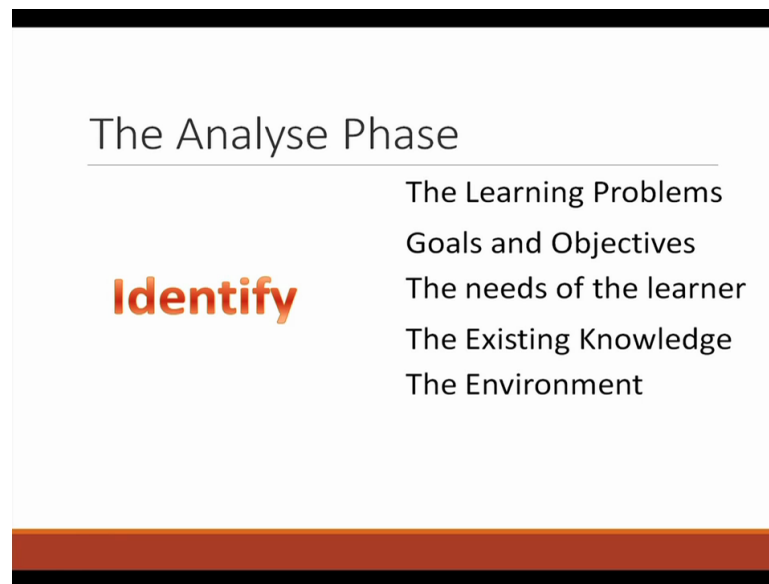 The Analyse Phase
Identify
The Learning Problems
Goals and Objectives
The needs of the learner
The Existing Knowledge
The Environment